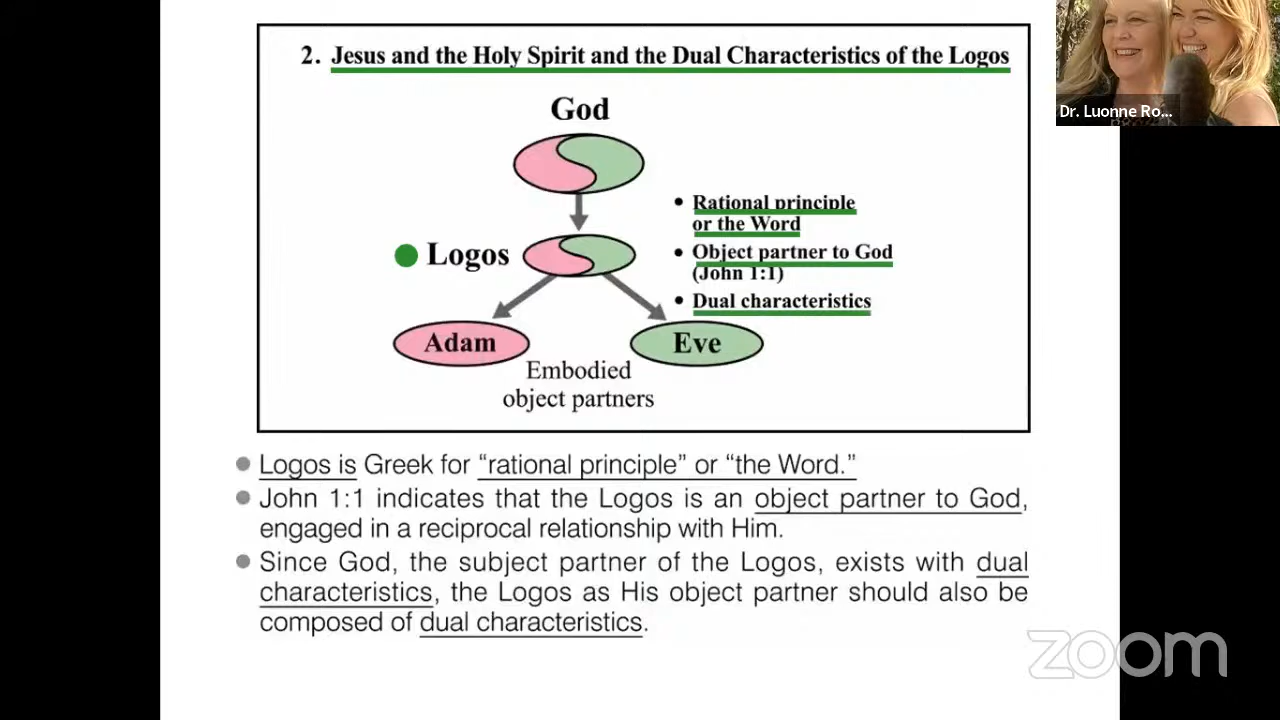 2. Jesus and the Holy Spirit and the Dual Characteristics of the Logos
God
• Rational principle
or the Word
Logos
• Object partner to God
(John 1:1)
• Dual characteristics
Adam
Eve
Embodied
object partners
Dr. Luonne Ro...
Logos is Greek for “rational principle” or “the Word.”
John 1:1 indicates that the Logos is an object partner to God,
engaged in a reciprocal relationship with Him.
Since God, the subject partner of the Logos, exists with dual
characteristics, the Logos as His object partner should also be
composed of dual characteristics.
zoom